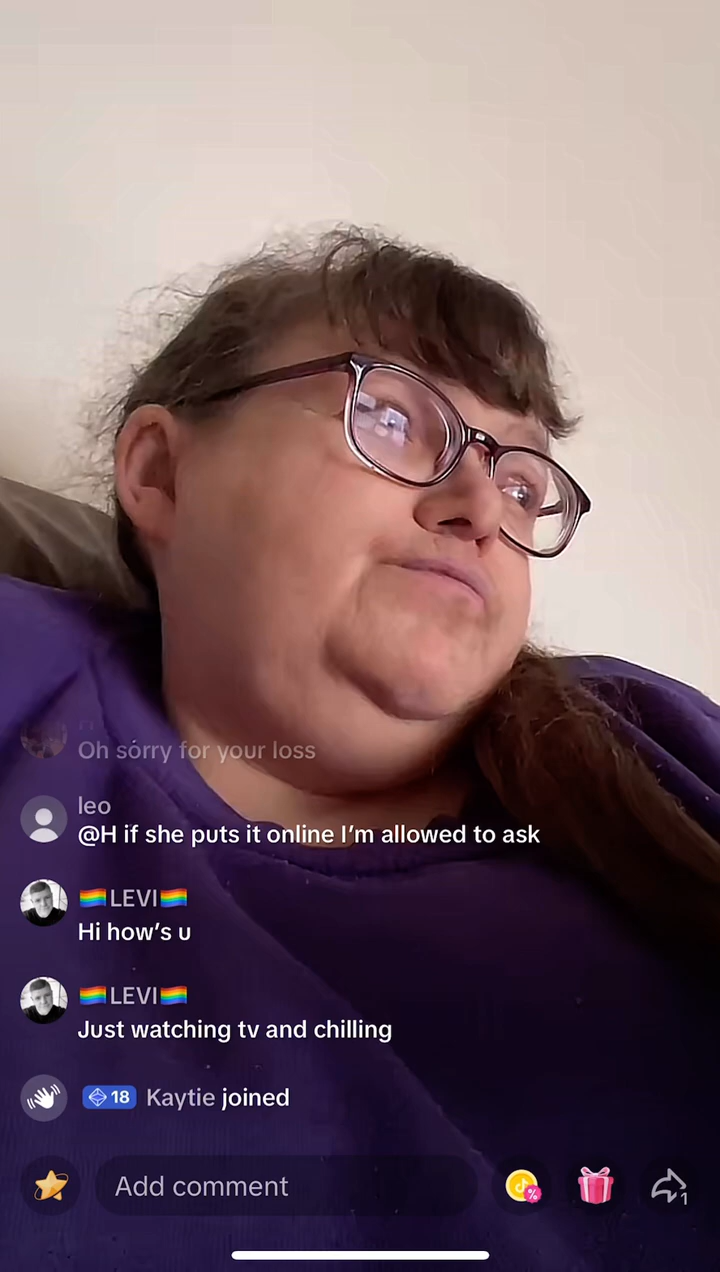 Oh sorry for your loss
leo
@H if she puts it online I'm allowed to ask
🏳️‍🌈LEVI🏳️‍🌈
Hi how's u
🏳️‍🌈LEVI🏳️‍🌈
Just watching tv and chilling
18 Kaytie joined
Add comment
1